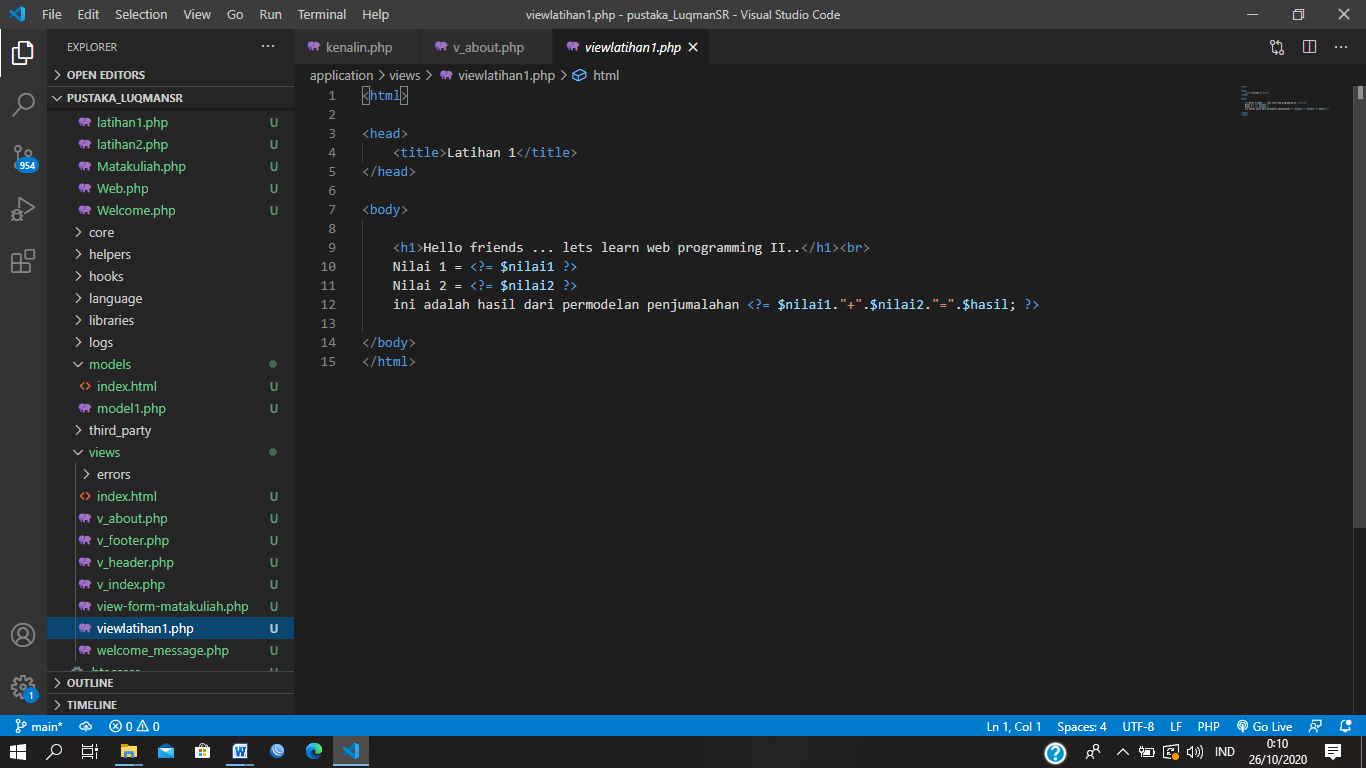 File Edit Selection View Go Run Terminal Help viewlatihan1.php - pustaka_LuqmanSR - Visual Studio Code
EXPLORER
OPEN EDITORS
PUSTAKA_LUQMANSR
latihan1.php U
latihan2.php U
Matakuliah.php U
Web.php U
Welcome.php U
core
helpers
hooks
language
libraries
logs
models
index.html U
model1.php U
third_party
views
errors
index.html U
v_about.php U
v_footer.php U
v_header.php U
v_index.php U
view-form-matakuliah.php U
viewlatihan1.php U
welcome_message.php U
OUTLINE
TIMELINE
954
1
kenalin.php v_about.php viewlatihan1.php
application > views > viewlatihan1.php > html
1 <html>
2
3 <head>
4 <title>Latihan 1</title>
5 </head>
6
7 <body>
8
9 <h1>Hello friends ... lets learn web programming II..</h1><br>
10 Nilai 1 = <?= $nilai1 ?>
11 Nilai 2 = <?= $nilai2 ?>
12 ini adalah hasil dari permodelan penjumalahan <?= $nilai1."+".$nilai2."=".$hasil; ?>
13
14 </body>
15 </html>
main* 0 0 Ln 1, Col 1 Spaces: 4 UTF-8 LF PHP Go Live
IND 0:10
26/10/2020